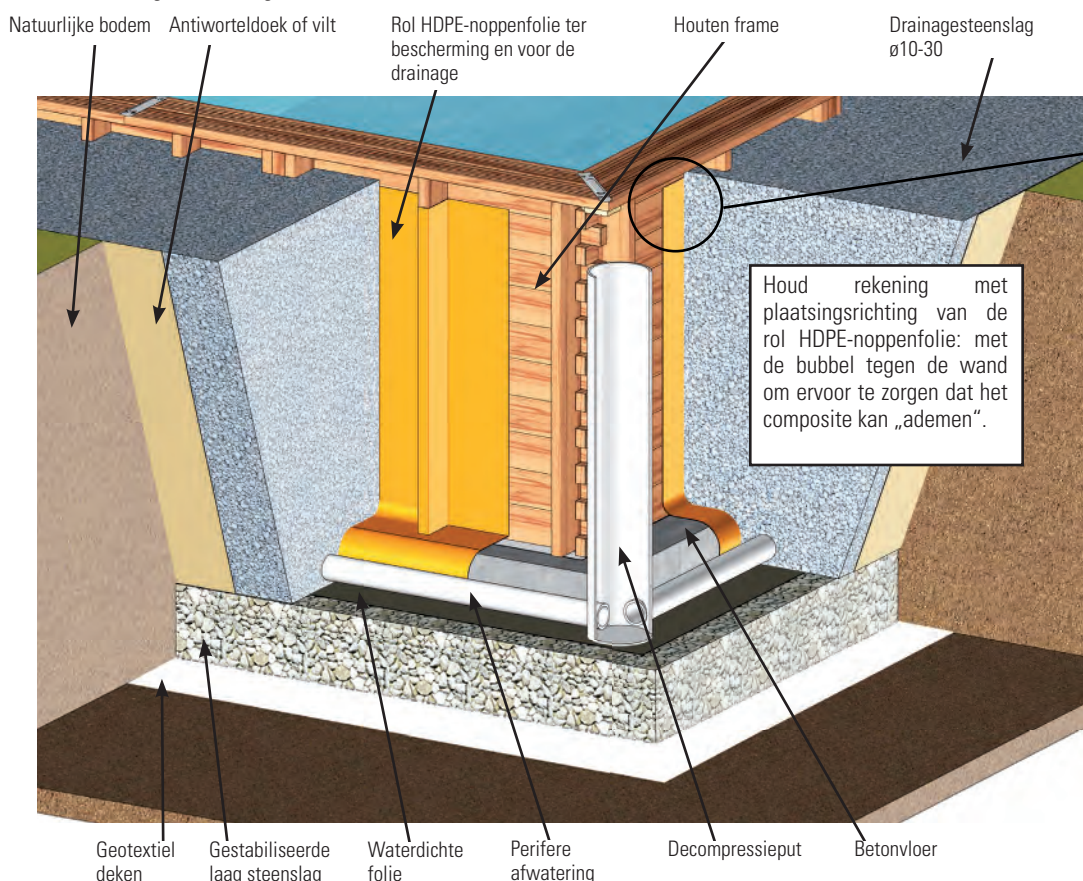 Natuurlijke bodem
Antiworteldoek of vilt
Rol HDPE-noppenfolie ter
bescherming en voor de
drainage
Houten frame
Drainagesteenslag
ø10-30
Houd rekening met
plaatsingsrichting van de
rol HDPE-noppenfolie: met
de bubbel tegen de wand
om ervoor te zorgen dat het
composite kan „ademen“.
Geotextiel
deken
Gestabiliseerde
laag steenslag
Waterdichte
folie
Perifere
afwatering
Decompressieput
Betonvloer